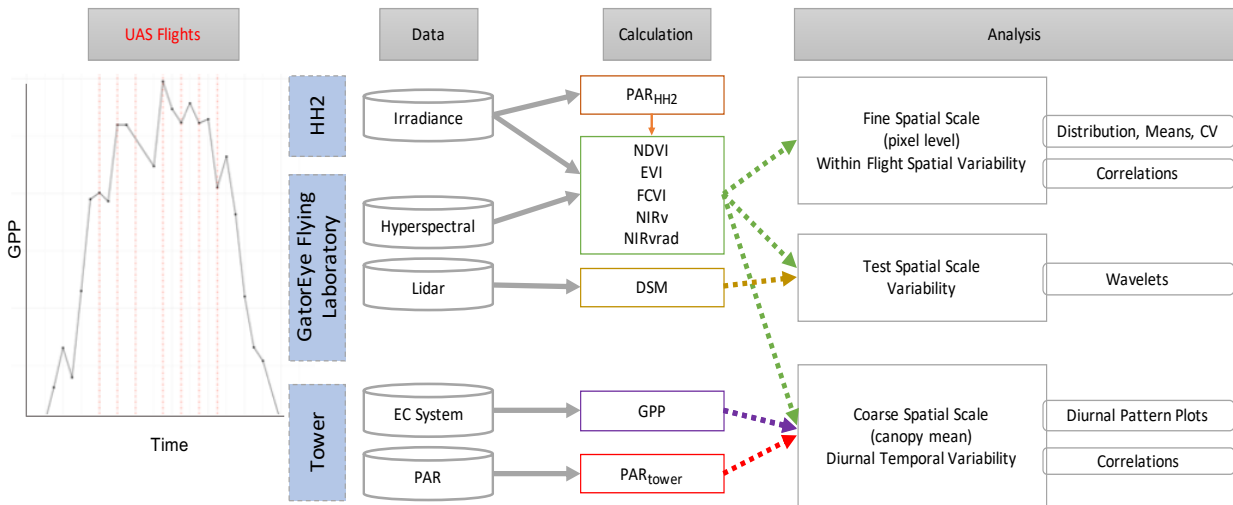 UAS Flights
Data
Calculation
Analysis
GPP
Time
HH2
GatorEye Flying
Laboratory
Tower
Irradiance
Hyperspectral
Lidar
EC System
PAR
PARHH2
NDVI
EVI
FCVI
NIRv
NIRvrad
DSM
GPP
PARtower
Fine Spatial Scale
(pixel level)
Within Flight Spatial Variability
Distribution, Means, CV
Correlations
Test Spatial Scale
Variability
Wavelets
Coarse Spatial Scale
(canopy mean)
Diurnal Temporal Variability
Diurnal Pattern Plots
Correlations